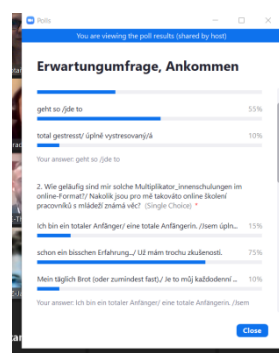 Polls
You are viewing the poll results (shared by host)
Erwartungumfrage, Ankommen
geht so /jde to 55%
total gestresst/ úplně vystresovaný/á 10%
Your answer: geht so /jde to
2. Wie geläufig sind mir solche Multiplikator_innenschulungen im
online-Format?/ Nakolik jsou pro mě takováto online školení
pracovníků s mládeží známá věc? (Single Choice) *
Ich bin ein totaler Anfänger/ eine totale Anfängerin. /Jsem úpln... 15%
schon ein bisschen Erfahrung.../ Už mám trochu zkušeností. 75%
Mein täglich Brot (oder zumindest fast)./ Je to můj každodenní ... 10%
Your answer: Ich bin ein totaler Anfänger/ eine totale Anfängerin. /Jsem
Close